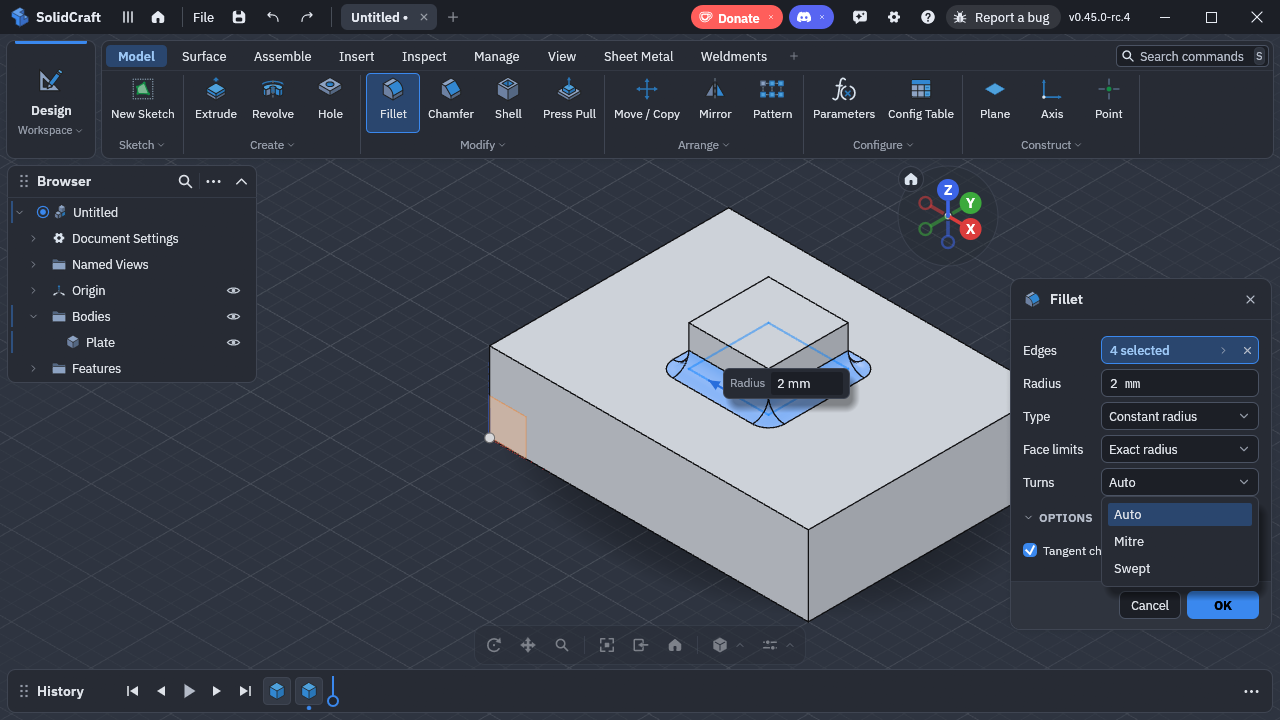 SolidCraft
File
Untitled •
Donate
Report a bug
v0.45.0-rc.4
Design
Workspace
Model
Surface
Assemble
Insert
Inspect
Manage
View
Sheet Metal
Weldments
Search commands
S
New Sketch
Extrude
Revolve
Hole
Fillet
Chamfer
Shell
Press Pull
Move / Copy
Mirror
Pattern
Parameters
Config Table
Plane
Axis
Point
Sketch
Create
Modify
Arrange
Configure
Construct
Browser
Untitled
Document Settings
Named Views
Origin
Bodies
Plate
Features
Z
Y
X
Radius 2 mm
Fillet
Edges 4 selected
Radius 2 mm
Type Constant radius
Face limits Exact radius
Turns Auto
OPTIONS
Auto
Mitre
Swept
Tangent ch
Cancel
OK
History